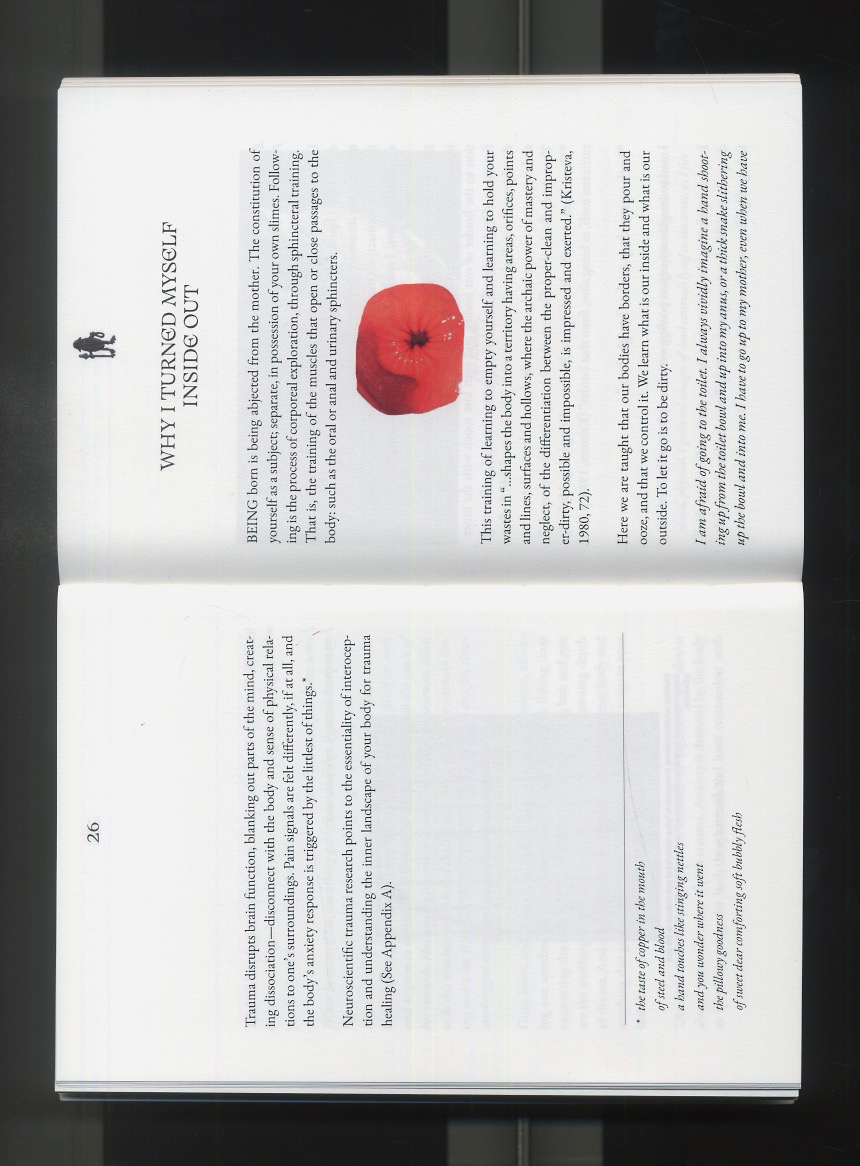 26
Trauma disrupts brain function, blanking out parts of the mind, creat-
ing dissociation—disconnect with the body and sense of physical rela-
tions to one's surroundings. Pain signals are felt differently, if at all, and
the body's anxiety response is triggered by the littlest of things.*
Neuroscientific trauma research points to the essentiality of interocep-
tion and understanding the inner landscape of your body for trauma
healing (See Appendix A).
* the taste of copper in the mouth
of steel and blood
a hand touches like stinging nettles
and you wonder where it went
the pillowy goodness
of sweet dear comforting soft bubbly flesh
WHY I TURNED MYSELF
INSIDE OUT
BEING born is being abjected from the mother. The constitution of
yourself as a subject; separate, in possession of your own slimes. Follow-
ing is the process of corporeal exploration, through sphincteral training.
That is, the training of the muscles that open or close passages to the
body: such as the oral or anal and urinary sphincters.
This training of learning to empty yourself and learning to hold your
wastes in “...shapes the body into a territory having areas, orifices, points
and lines, surfaces and hollows, where the archaic power of mastery and
neglect, of the differentiation between the proper-clean and improp-
er-dirty, possible and impossible, is impressed and exerted.” (Kristeva,
1980, 72).
Here we are taught that our bodies have borders, that they pour and
ooze, and that we control it. We learn what is our inside and what is our
outside. To let it go is to be dirty.
I am afraid of going to the toilet. I always vividly imagine a hand shoot-
ing up from the toilet bowl and up into my anus, or a thick snake slithering
up the bowl and into me. I have to go up to my mother, even when we have